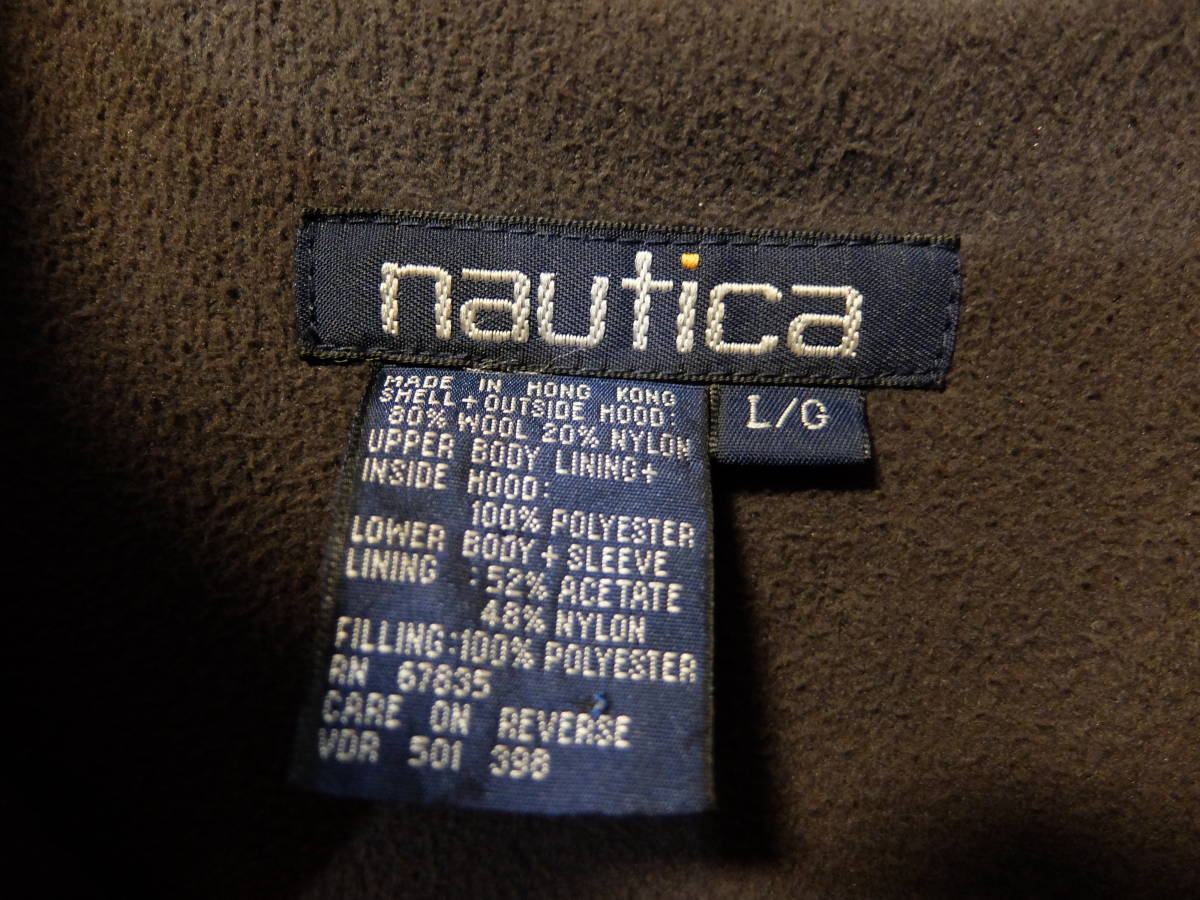 nautica
L/G
MADE IN HONG KONG
SHELL+OUTSIDE HOOD:
80% WOOL 20% NYLON
UPPER BODY LINING+
INSIDE HOOD:
100% POLYESTER
LOWER BODY+SLEEVE
LINING :52% ACETATE
48% NYLON
FILLING:100% POLYESTER
RN 67835
CARE ON REVERSE
VDR 501 398